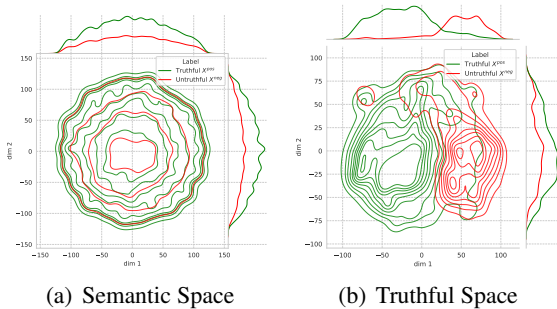 Label
Truthful X^pos
Untruthful X^neg
150
100
50
0
−50
−100
−150
dim 2
−150
−100
−50
0
50
100
150
dim 1
(a) Semantic Space
Label
Truthful X^pos
Untruthful X^neg
100
75
50
25
0
−25
−50
−75
−100
dim 2
−100
−50
0
50
100
dim 1
(b) Truthful Space